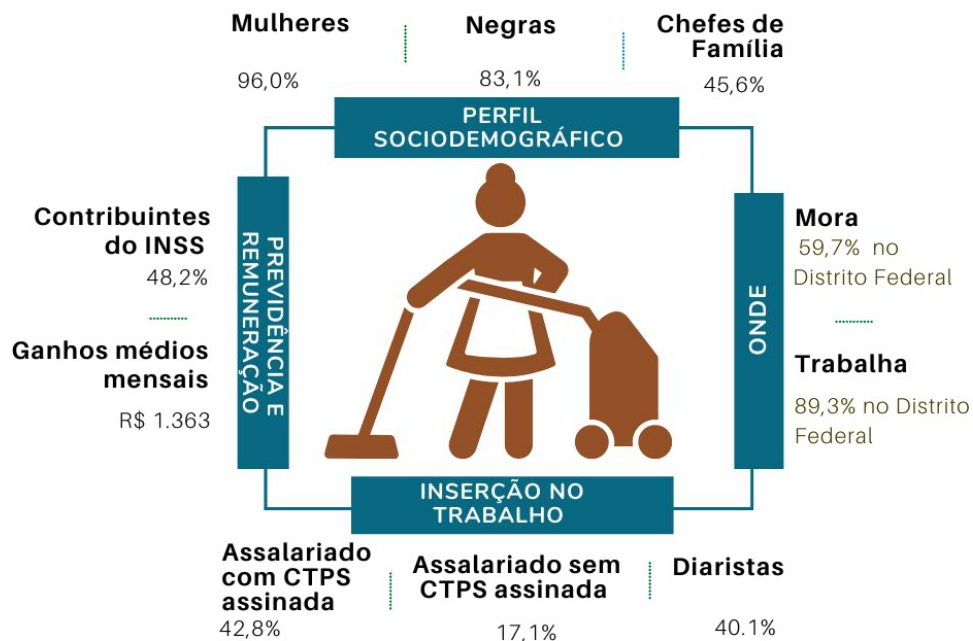 Mulheres
96,0%
Negras
83,1%
Chefes de
Família
45,6%
PERFIL
SOCIODEMOGRÁFICO
Contribuintes
do INSS
48,2%
Ganhos médios
mensais
R$ 1.363
PREVIDÊNCIA E
REMUNERAÇÃO
ONDE
Mora
59,7% no
Distrito Federal
Trabalha
89,3% no Distrito
Federal
INSERÇÃO NO
TRABALHO
Assalariado
com CTPS
assinada
42,8%
Assalariado sem
CTPS assinada
17,1%
Diaristas
40.1%